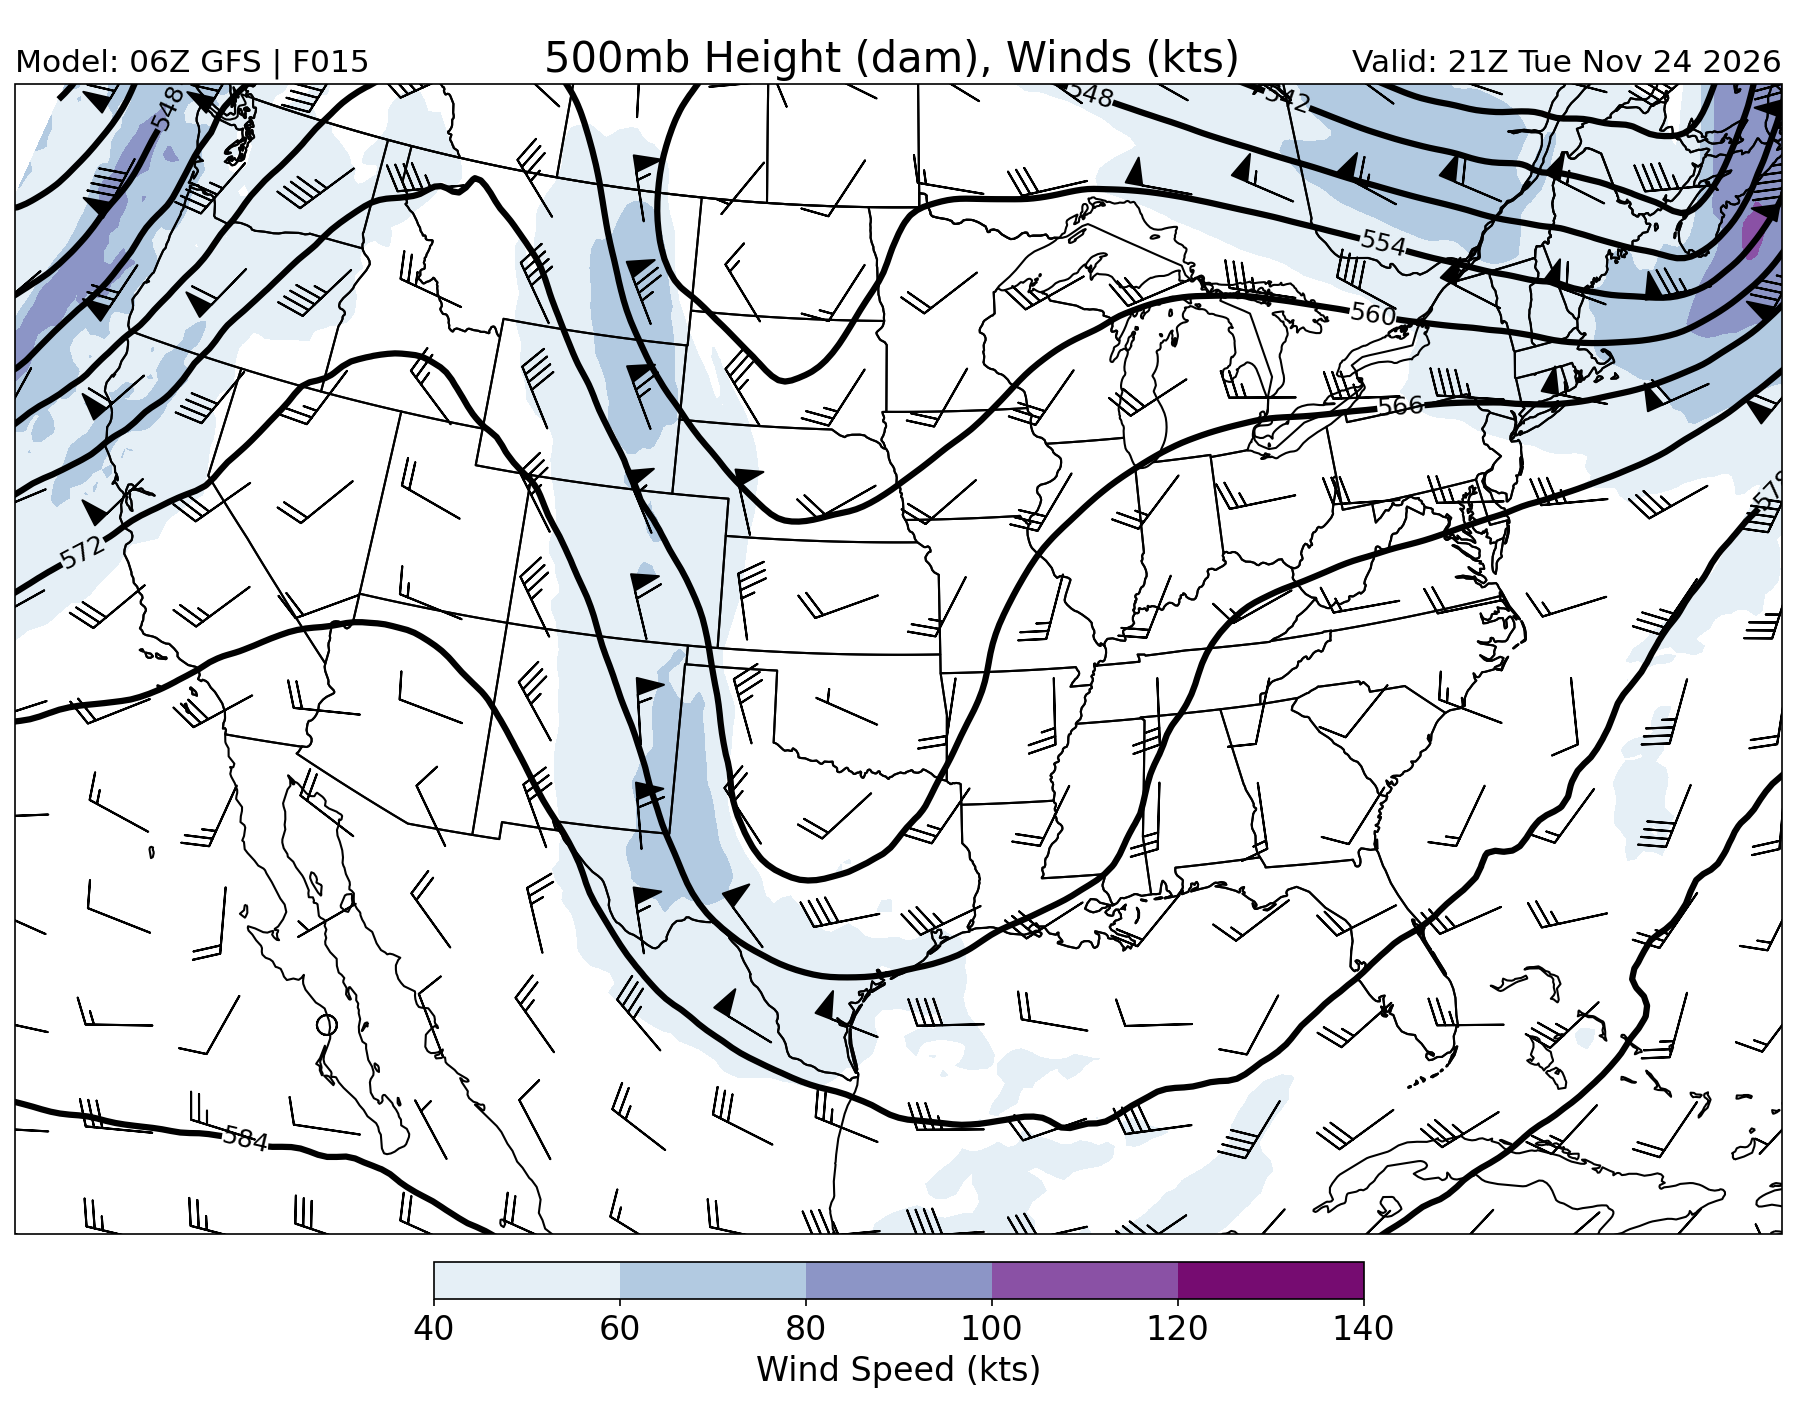 Model: 06Z GFS | F015
500mb Height (dam), Winds (kts)
Valid: 21Z Tue Nov 24 2026
548
548
542
554
560
566
572
578
584
40 60 80 100 120 140
Wind Speed (kts)